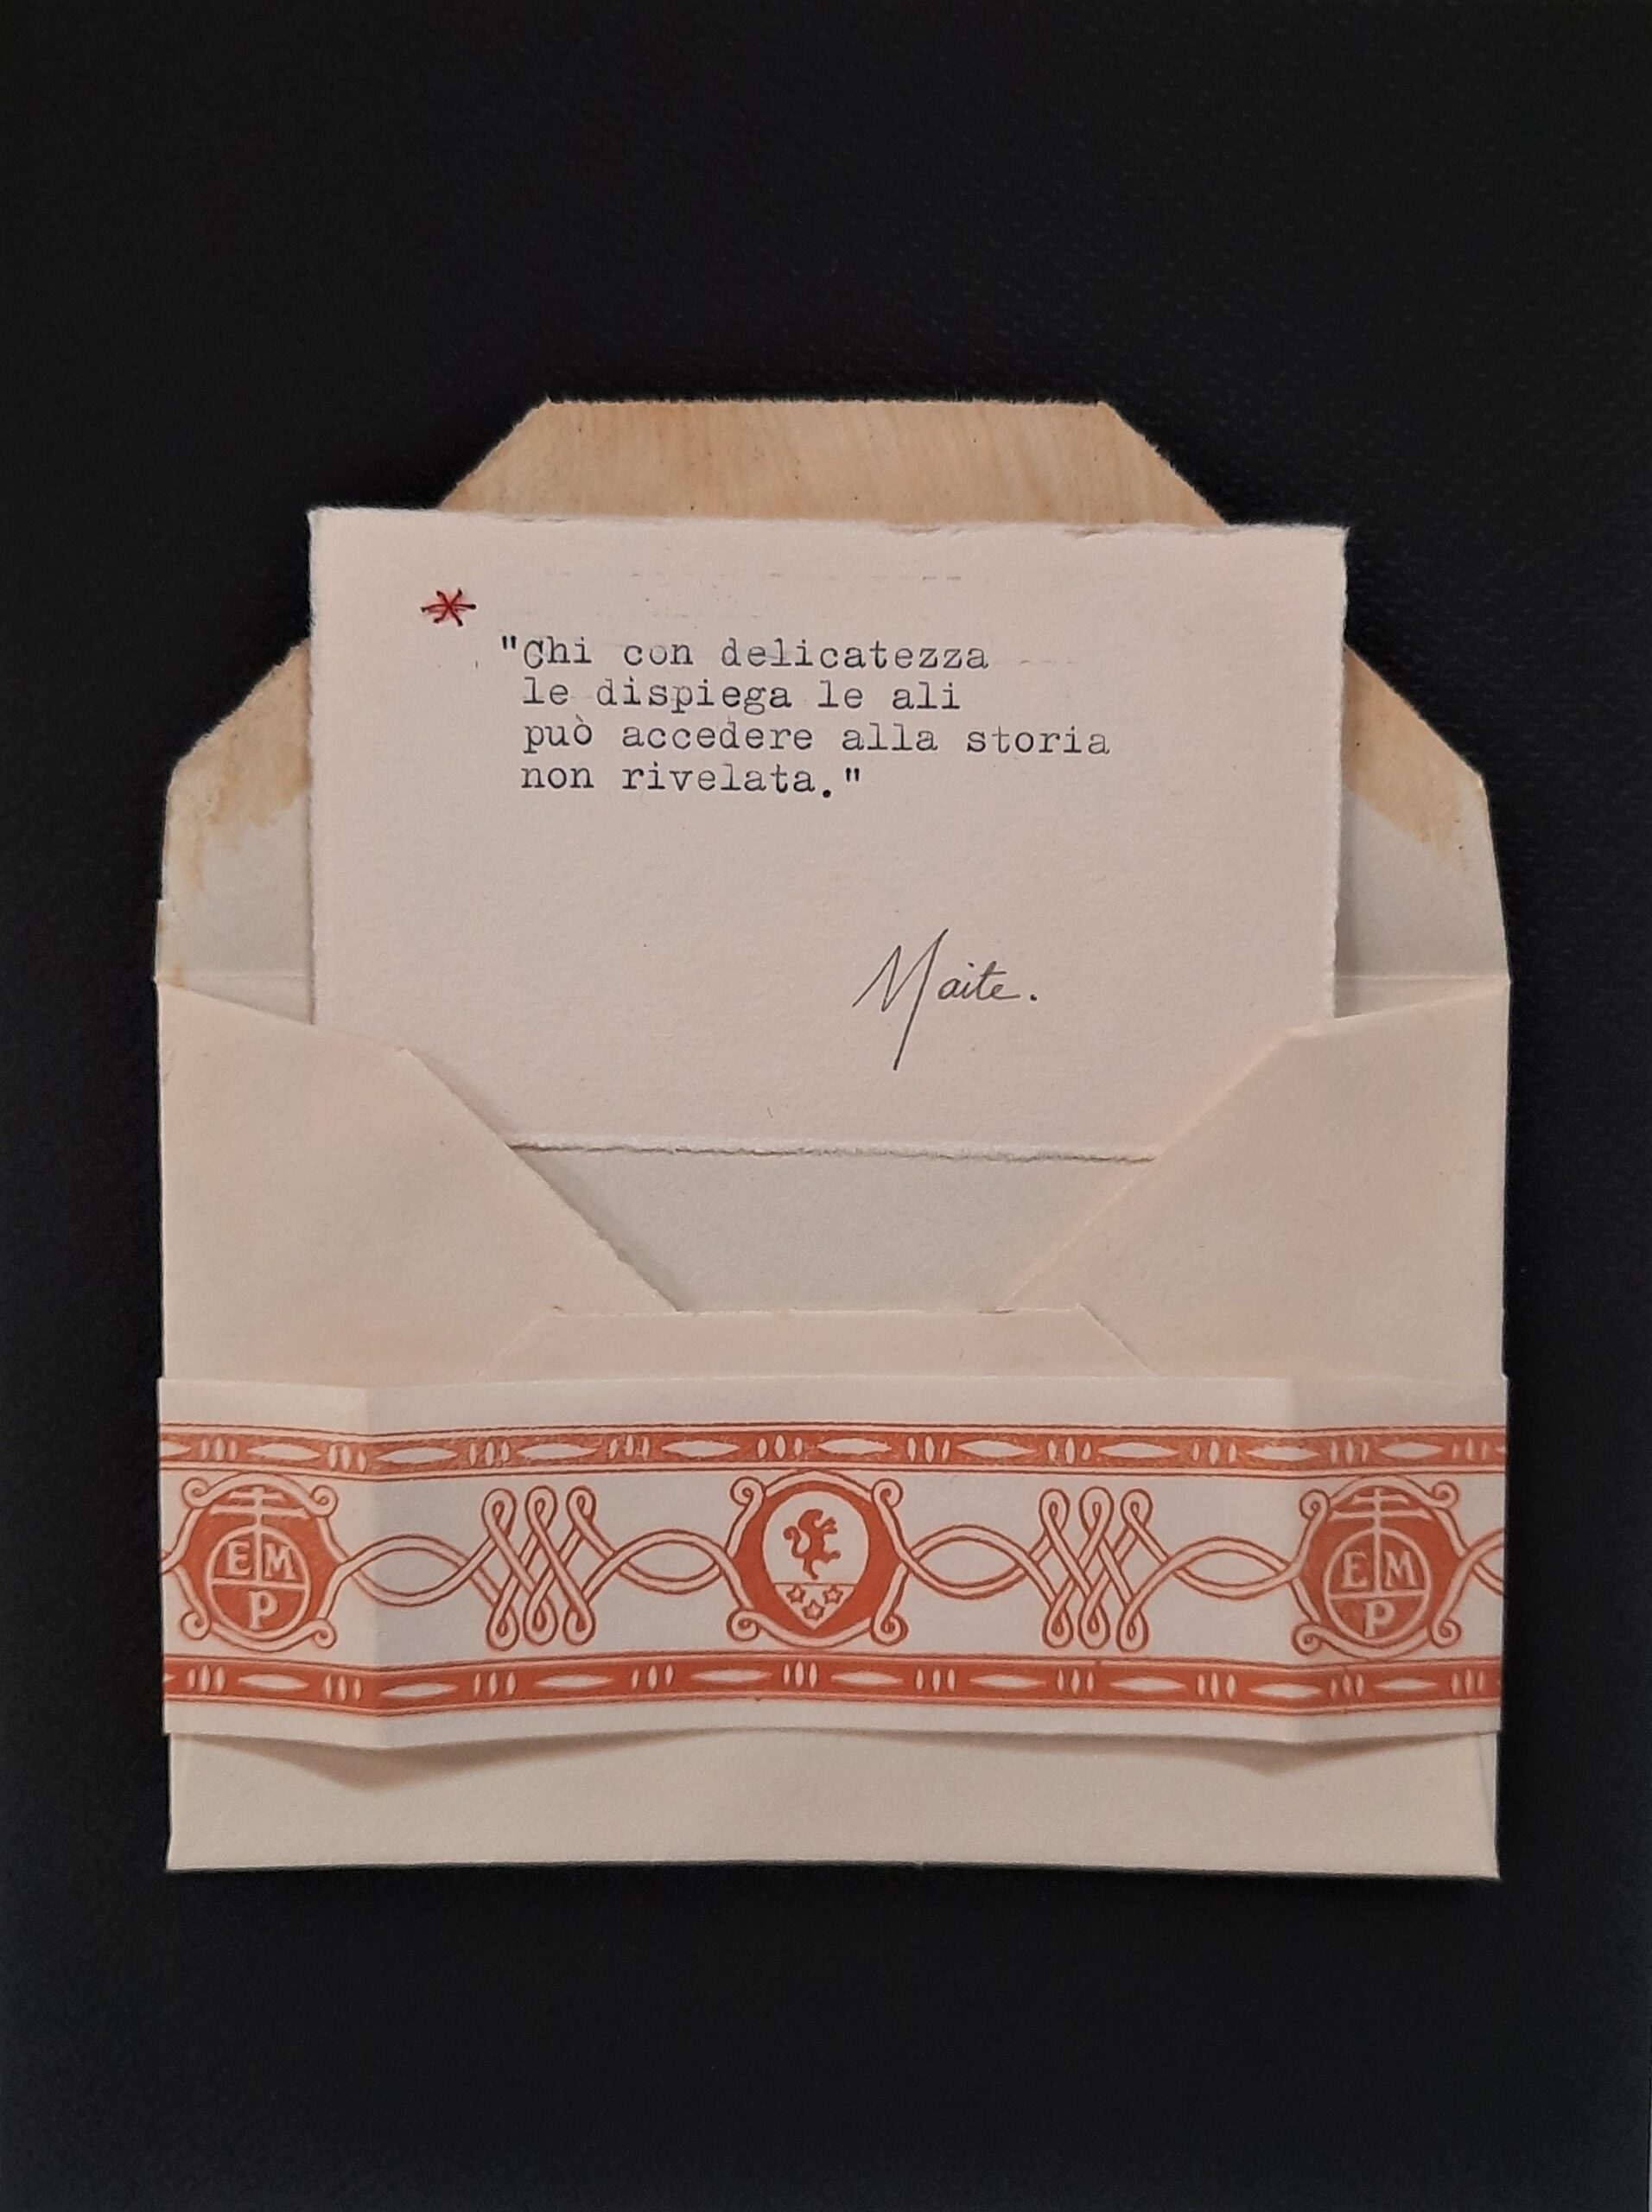 *
"Chi con delicatezza
le dispiega le ali
può accedere alla storia
non rivelata."
Maite.
E M
P
E M
P